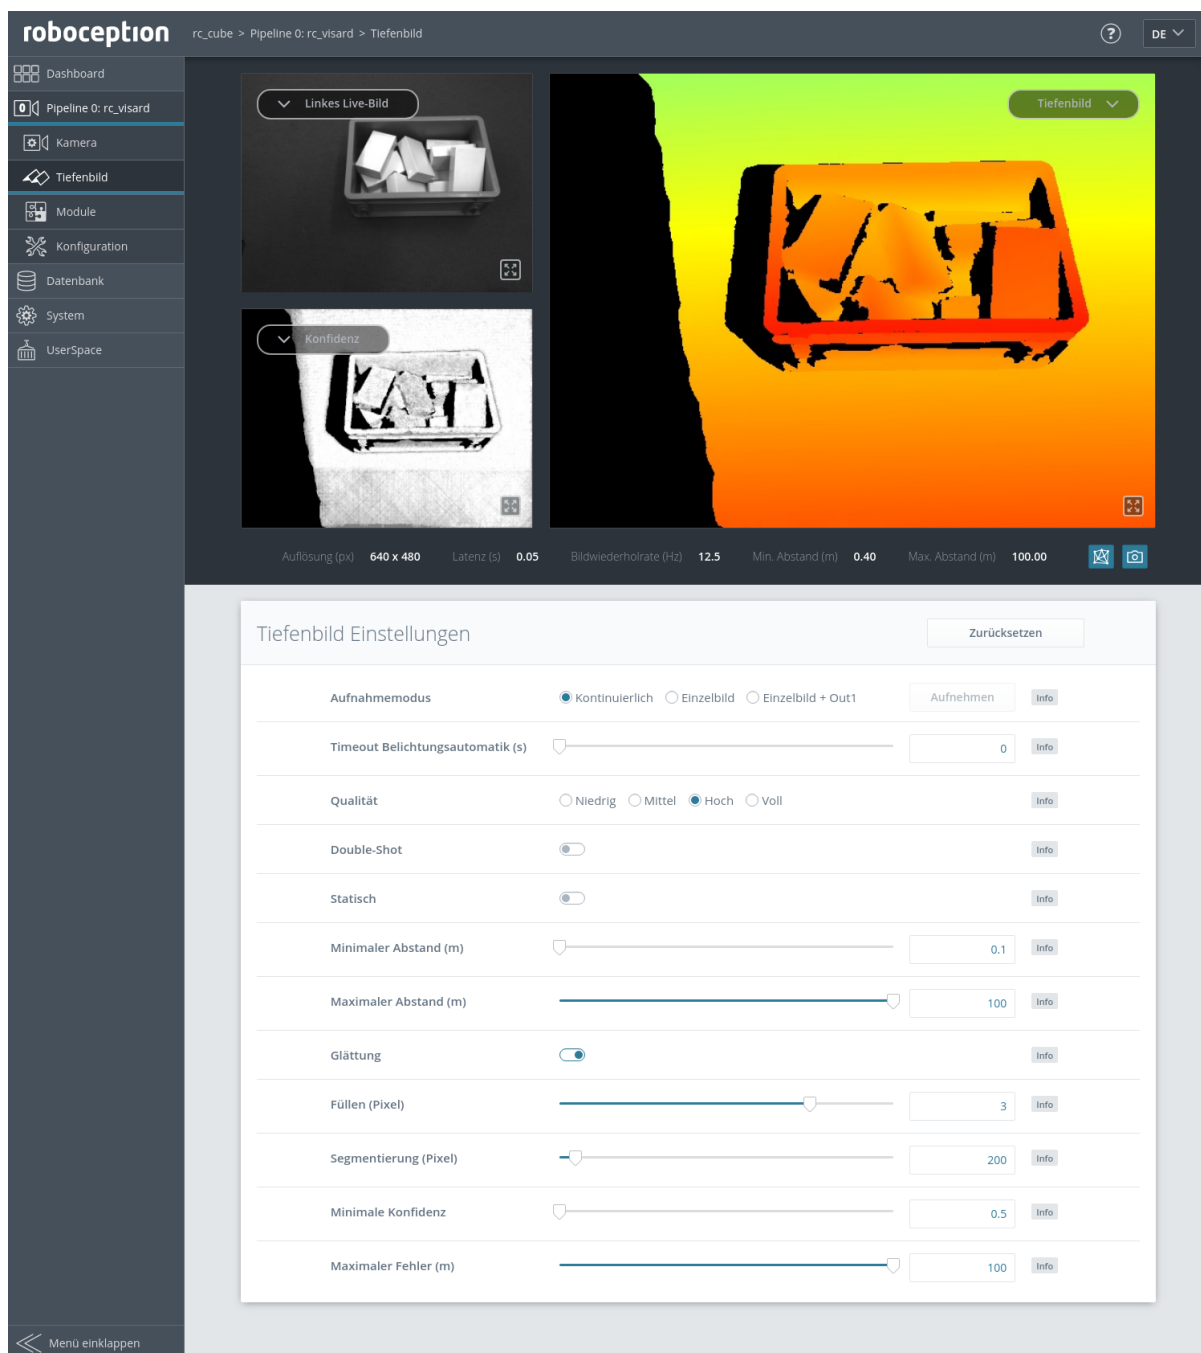 roboception
rc_cube > Pipeline 0: rc_visard > Tiefenbild
?
DE
Dashboard
0 Pipeline 0: rc_visard
Kamera
Tiefenbild
Module
Konfiguration
Datenbank
System
UserSpace
Menü einklappen
Linkes Live-Bild
Tiefenbild
Konfidenz
Auflösung (px) 640 x 480 Latenz (s) 0.05 Bildwiederholrate (Hz) 12.5 Min. Abstand (m) 0.40 Max. Abstand (m) 100.00
Tiefenbild Einstellungen Zurücksetzen
Aufnahmemodus Kontinuierlich Einzelbild Einzelbild + Out1 Aufnehmen Info
Timeout Belichtungsautomatik (s) 0 Info
Qualität Niedrig Mittel Hoch Voll Info
Double-Shot Info
Statisch Info
Minimaler Abstand (m) 0.1 Info
Maximaler Abstand (m) 100 Info
Glättung Info
Füllen (Pixel) 3 Info
Segmentierung (Pixel) 200 Info
Minimale Konfidenz 0.5 Info
Maximaler Fehler (m) 100 Info